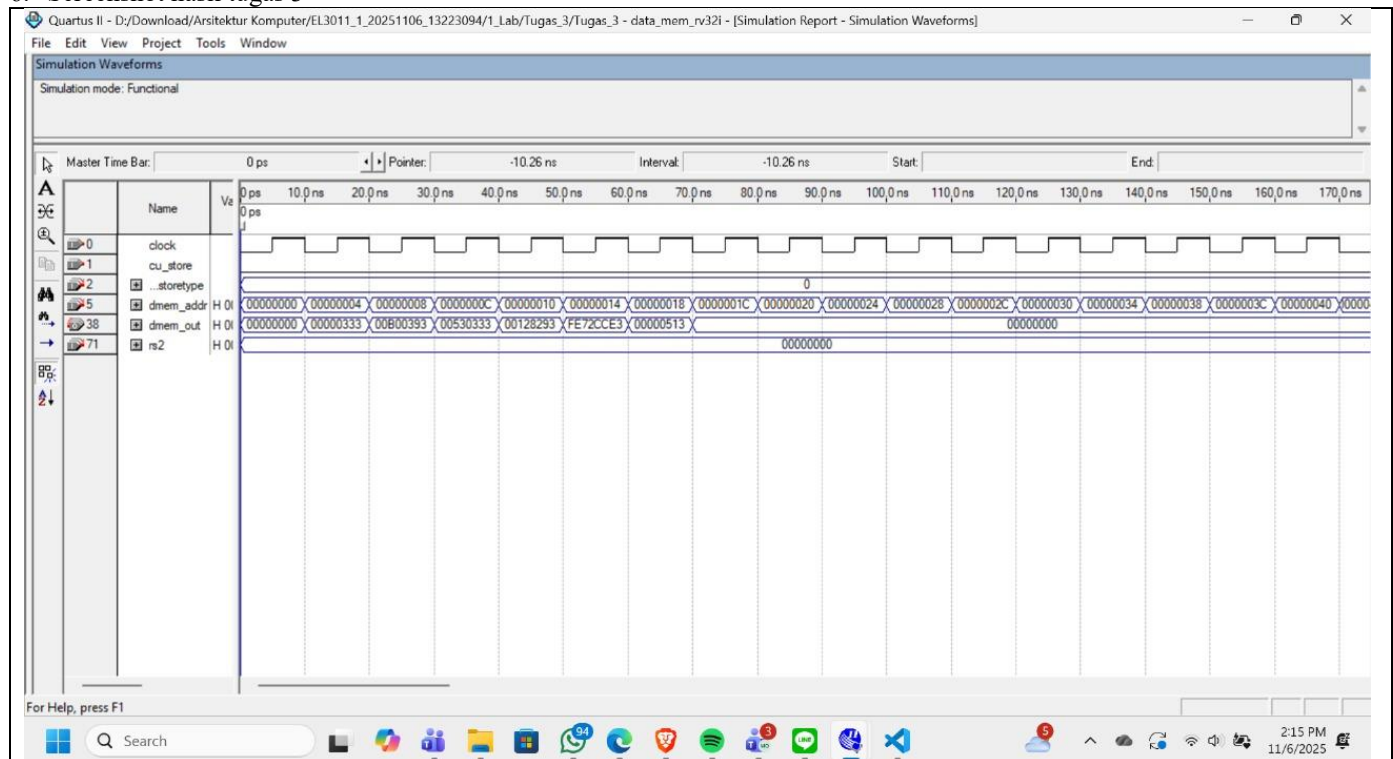 Quartus II - D:/Download/Arsitektur Komputer/EL3011_1_20251106_13223094/1_Lab/Tugas_3/Tugas_3 - data_mem_rv32i - [Simulation Report - Simulation Waveforms]
File Edit View Project Tools Window
Simulation Waveforms
Simulation mode: Functional
Master Time Bar: 0 ps Pointer: -10.26 ns Interval: -10.26 ns Start: End:
Name Va 0 ps 10.0 ns 20.0 ns 30.0 ns 40.0 ns 50.0 ns 60.0 ns 70.0 ns 80.0 ns 90.0 ns 100.0 ns 110.0 ns 120.0 ns 130.0 ns 140.0 ns 150.0 ns 160.0 ns 170.0 ns
0 ps
0 clock
1 cu_store
2 ...storetype 0
5 dmem_addr H 0( 00000000 00000004 00000008 0000000C 00000010 00000014 00000018 0000001C 00000020 00000024 00000028 0000002C 00000030 00000034 00000038 0000003C 00000040 0000
38 dmem_out H 0( 00000000 00000333 00B00393 00530333 00128293 FE72CCE3 00000513 00000000
71 rs2 H 0( 00000000
For Help, press F1
Search
94
3
5
2:15 PM
11/6/2025